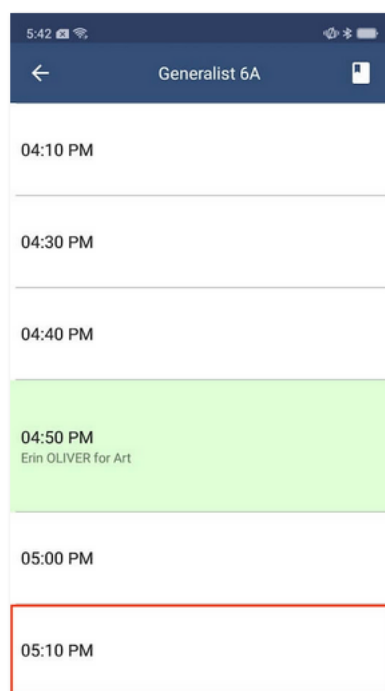 5:42
Generalist 6A
04:10 PM
04:30 PM
04:40 PM
04:50 PM
Erin OLIVER for Art
05:00 PM
05:10 PM